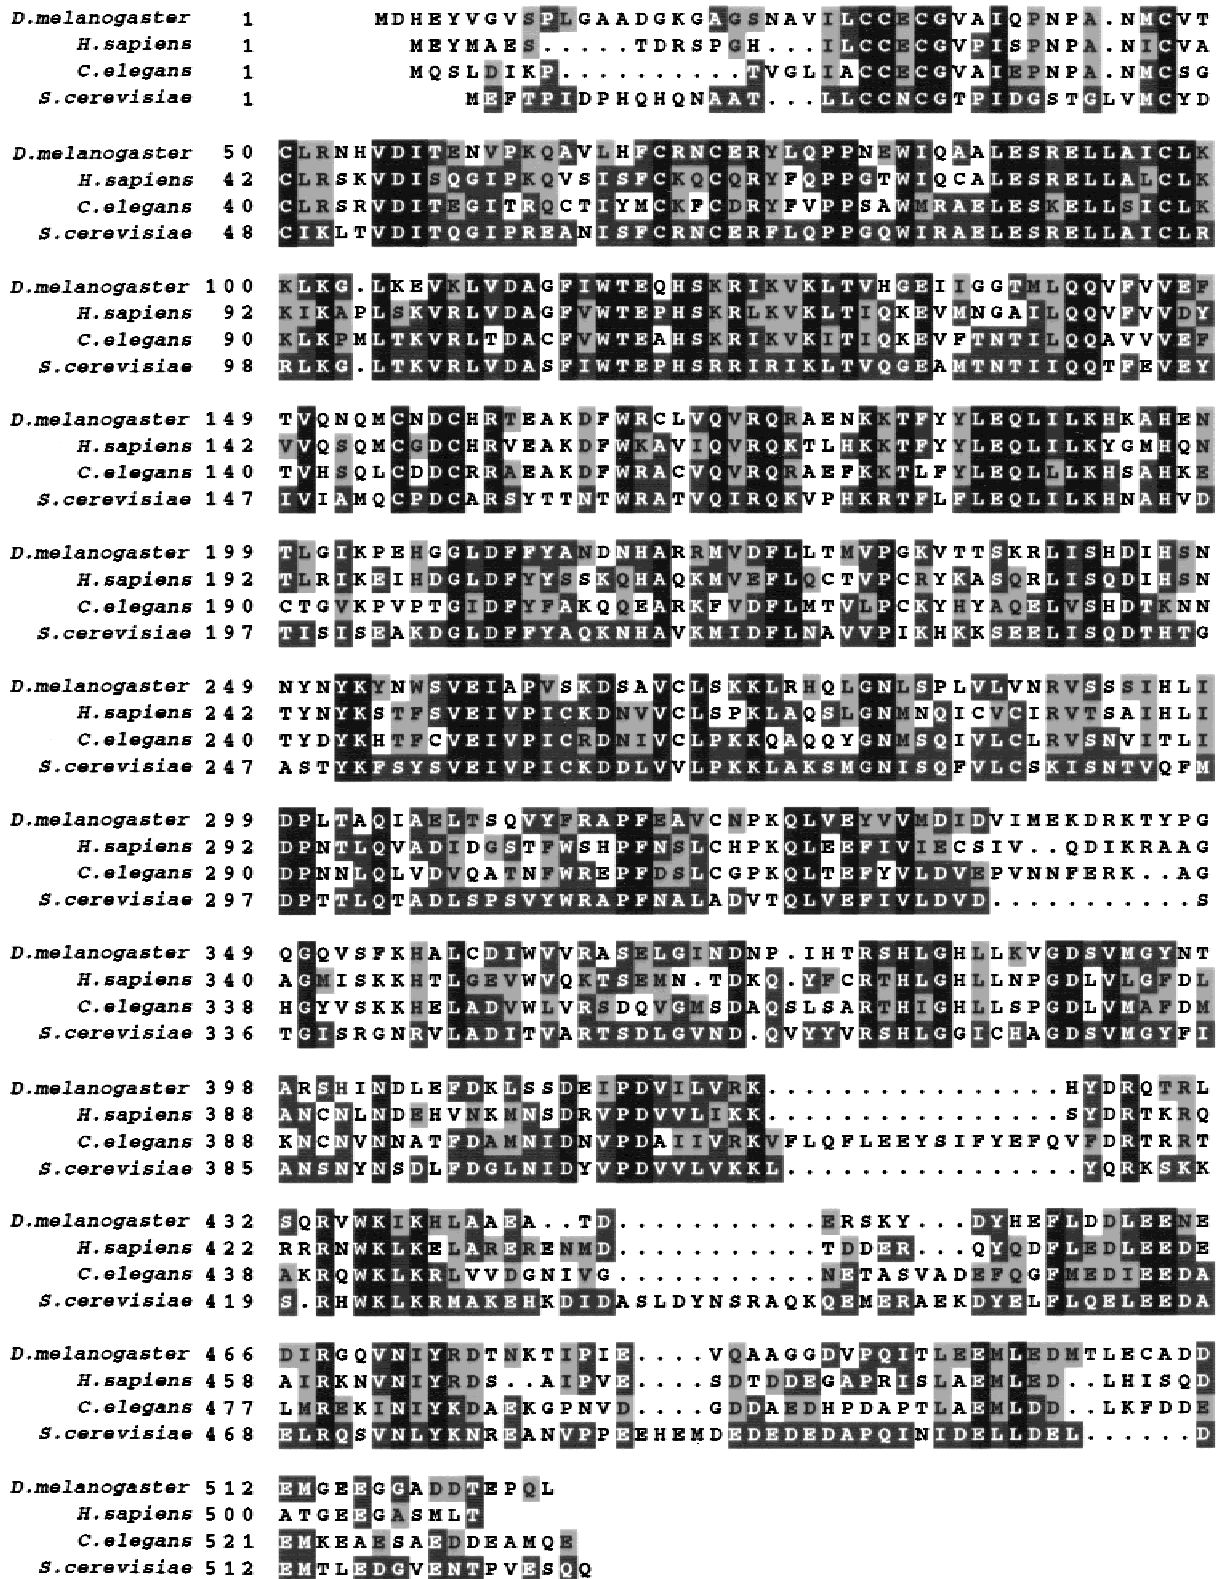 D.melanogaster 1 MDHEYVGVSPLGAADGKGAGSNAVILCCECGVAIQPNPA.NMCVT
H.sapiens 1 MEYMAES.....TDRSPGH...ILCCECGVPISPNPA.NICVA
C.elegans 1 MQSLDIKP..........TVGLIACCECGVAIEPNPA.NMCSG
S.cerevisiae 1 MEFTPIDPHQHQNAAT...LLCCNCGTPIDGSTGLVMCYD
D.melanogaster 50 CLRNHVDITENVPKQAVLHFCRNCERYLQPPNEWIQAALESRELLAICLK
H.sapiens 42 CLRSKVDISQGIPKQVSISFCKQCQRYFQPPGTWIQCALESRELLALCLK
C.elegans 40 CLRSRVDITEGITRQCTIYMCKFCDRYFVPPSAWMRAELESKELLSICLK
S.cerevisiae 48 CIKLTVDITQGIPREANISFCRNCERFLQPPGQWIRAELESRELLAICLR
D.melanogaster 100 KLKG.LKEVKLVDAGFIWTEQHSKRIKVKLTVHGEIIGGTMLQQVFVVEF
H.sapiens 92 KIKAPLSKVRLVDAGFVWTEPHSKRLKVKLTIQKEVMNGAILQQVFVVDY
C.elegans 90 KLKPMLTKVRLTDACFVWTEAHSKRIKVKITIQKEVFTNTILQQAVVVEF
S.cerevisiae 98 RLKG.LTKVRLVDASFIWTEPHSRRIRIKLTVQGEAMTNTIIQQTFEVEY
D.melanogaster 149 TVQNQMCNDCHRTEAKDFWRCLVQVRQRAENKKTFYYLEQLILKHKAHEN
H.sapiens 142 VVQSQMCGDCHRVEAKDFWKAVIQVRQKTLHKKTFYYLEQLILKYGMHQN
C.elegans 140 TVHSQLCDDCRRAEAKDFWRACVQVRQRAEFKKTLFYLEQLLLKHSAHKE
S.cerevisiae 147 IVIAMQCPDCARSYTTNTWRATVQIRQKVPHKRTFLFLEQLILKHNAHVD
D.melanogaster 199 TLGIKPEHGGLDFFYANDNHARRMVDFLLTMVPGKVTTSKRLISHDIHSN
H.sapiens 192 TLRIKEIHDGLDFYYSSKQHAQKMVEFLQCTVPCRYKASQRLISQDIHSN
C.elegans 190 CTGVKPVPTGIDFYFAKQQEARKFVDFLMTVLPCKYHYAQELVSHDTKNN
S.cerevisiae 197 TISISEAKDGLDFFYAQKNHAVKMIDFLNAVVPIKHKKSEELISQDTHTG
D.melanogaster 249 NYNYKYNWSVEIAPVSKDSAVCLSKKLRHQLGNLSPLVLVNRVSSSIHLI
H.sapiens 242 TYNYKSTFSVEIVPICKDNVVCLSPKLAQSLGNMNQICVCIRVTSAIHLI
C.elegans 240 TYDYKHTFCVEIVPICRDNIVCLPKKQAQQYGNMSQIVLCLRVSNVITLI
S.cerevisiae 247 ASTYKFSYSVEIVPICKDDLVVLPKKLAKSMGNISQFVLCSKISNTVQFM
D.melanogaster 299 DPLTAQIAELTSQVYFRAPFEAVCNPKQLVEYVVMDIDVIMEKDRKTYPG
H.sapiens 292 DPNTLQVADIDGSTFWSHPFNSLCHPKQLEEFIVIECSIV..QDIKRAAG
C.elegans 290 DPNNLQLVDVQATNFWREPFDSLCGPKQLTEFYVLDVEPVNNNFERK..AG
S.cerevisiae 297 DPTTLQTADLSPSVYWRAPFNALADVTQLVEFIVLDVD...........S
D.melanogaster 349 QGQVSFKHALCDIWVVRASELGINDNP.IHTRSHLGHLLKVGDSVMGYNT
H.sapiens 340 AGMISKKHTLGEVWVQKTSEMN.TDKQ.YFCRTHLGHLLNPGDLVLGFDL
C.elegans 338 HGYVSKKHELADVWLVRSDQVGMSDAQSLSARTHIGHLLSPGDLVMAFDM
S.cerevisiae 336 TGISRGNRVLADITVARTSDLGVND.QVYYVRSHLGGICHAGDSVMGYFI
D.melanogaster 398 ARSHINDLEFDKLSSDEIPDVILVRK................HYDRQTRL
H.sapiens 388 ANCNLNDEHVNKMNSDRVPDVVLIKK................SYDRTKRQ
C.elegans 388 KNCNVNNATFDAMNIDNVPDAIIVRKVFLQFLEEYSIFYEFQVFDRTRRT
S.cerevisiae 385 ANSNYNSDLFDGLNIDYVPDVVLVKKL................YQRKSKK
D.melanogaster 432 SQRVWKIKHLAAEA..TD...........ERSKY...DYHEFLDDLEENE
H.sapiens 422 RRRNWKLKELARERENMD...........TDDER...QYQDFLEDLEEDE
C.elegans 438 AKRQWKLKRLVVDGNIVG...........NETASVADEFQGFMEDIEEDA
S.cerevisiae 419 S.RHWKLKRMAKEHKDIDASLDYNSRAQKQEMERAEKDYELFLQELEEDA
D.melanogaster 466 DIRGQVNIYRDTNKTIPIE....VQAAGGDVPQITLEEMLEDMTLECADD
H.sapiens 458 AIRKNVNIYRDS..AIPVE....SDTDDEGAPRISLAEMLED..LHISQD
C.elegans 477 LMREKINIYKDAEKGPNVD....GDDAEDHPDAPTLAEMLDD..LKFDDE
S.cerevisiae 468 ELRQSVNLYKNREANVPPEEHEMDEDEDEDAPQINIDELLDEL......D
D.melanogaster 512 EMGEEGGADDTEPQL
H.sapiens 500 ATGEEGASMLT
C.elegans 521 EMKEAESAEDDEAMQE
S.cerevisiae 512 EMTLEDGVENTPVESQQ